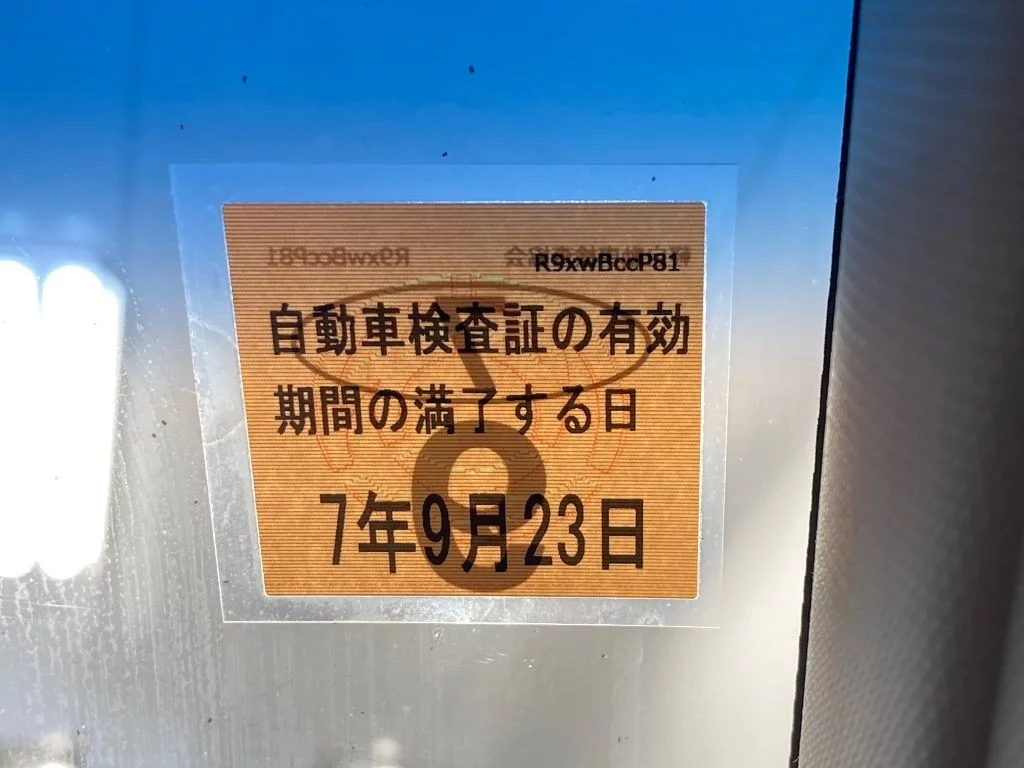 R9xwBccP81
自動車検査証の有効
期間の満了する日
7年9月23日